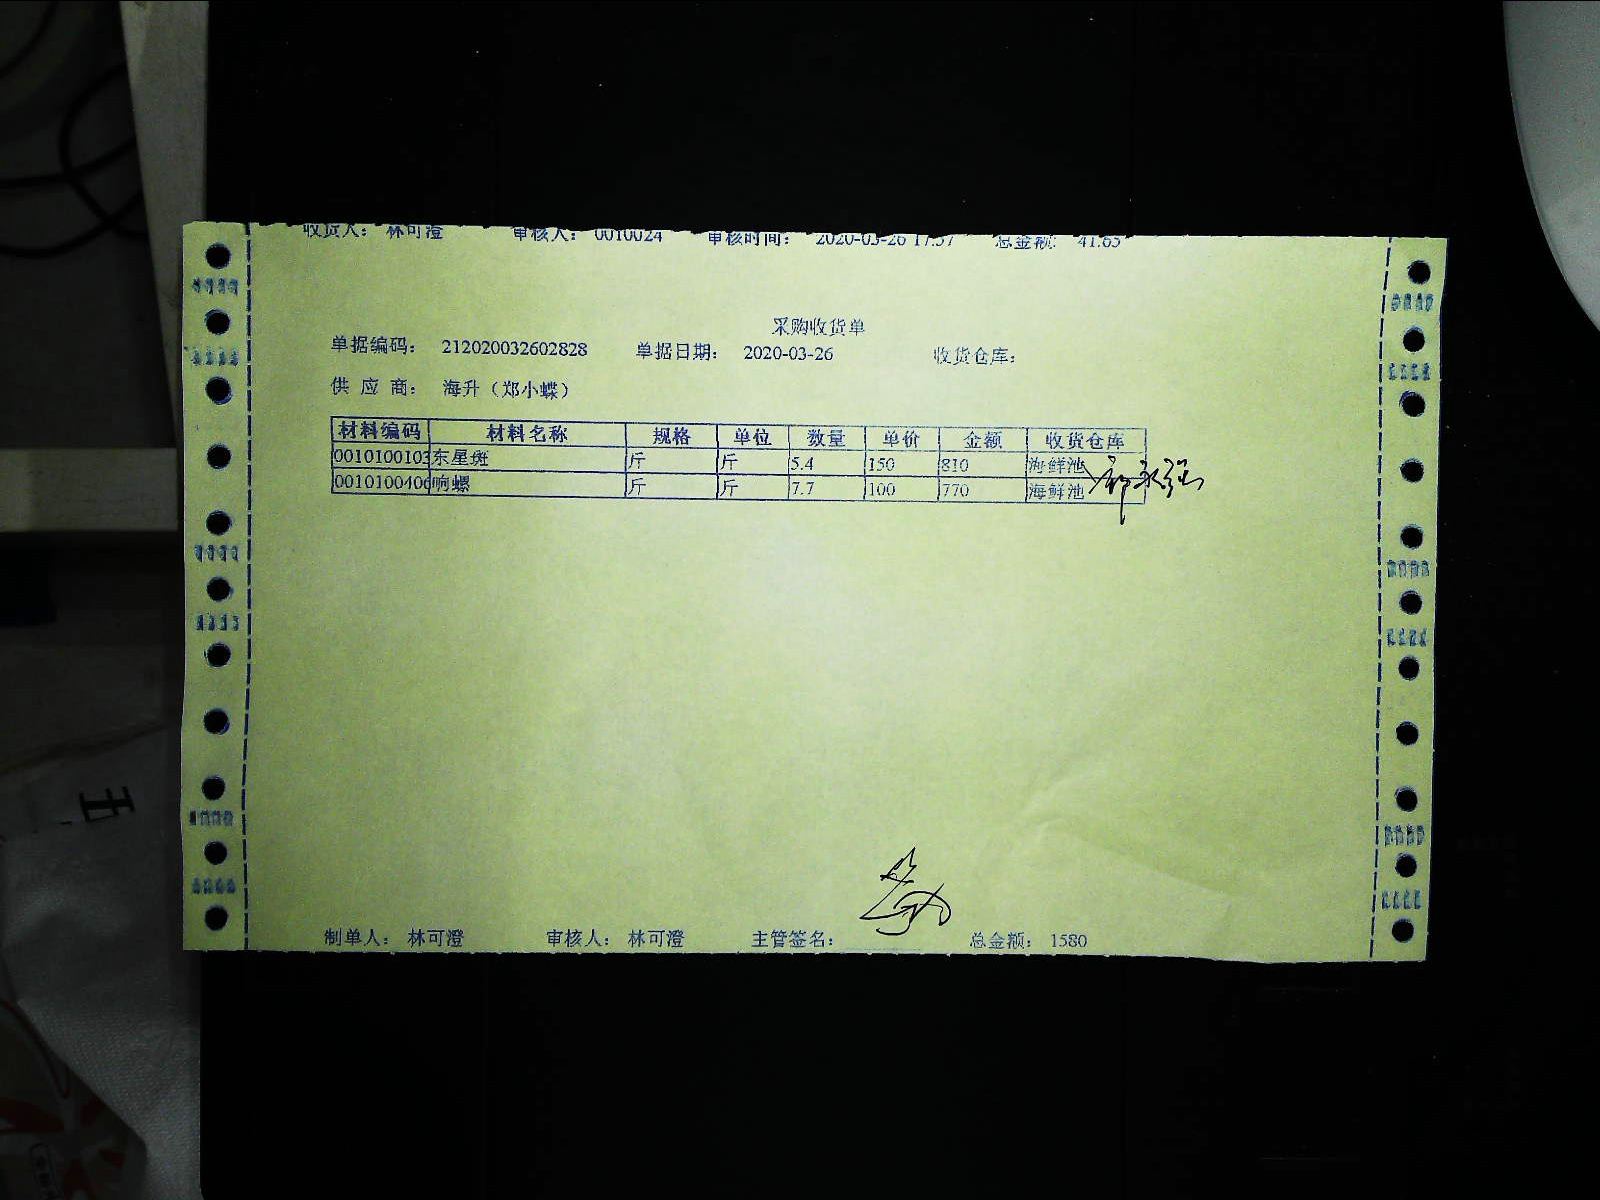 收货人： 林可澄 审核人： 0010024 审核时间： 2020-03-26 17:37 总金额: 41.65
采购收货单
单据编码： 212020032602828 单据日期： 2020-03-26 收货仓库：
供 应 商： 海升（郑小蝶）
材料编码 材料名称 规格 单位 数量 单价 金额 收货仓库
0010100103 东星斑 斤 斤 5.4 150 810 海鲜池
0010100406 响螺 斤 斤 7.7 100 770 海鲜池
制单人： 林可澄 审核人： 林可澄 主管签名： 总金额： 1580